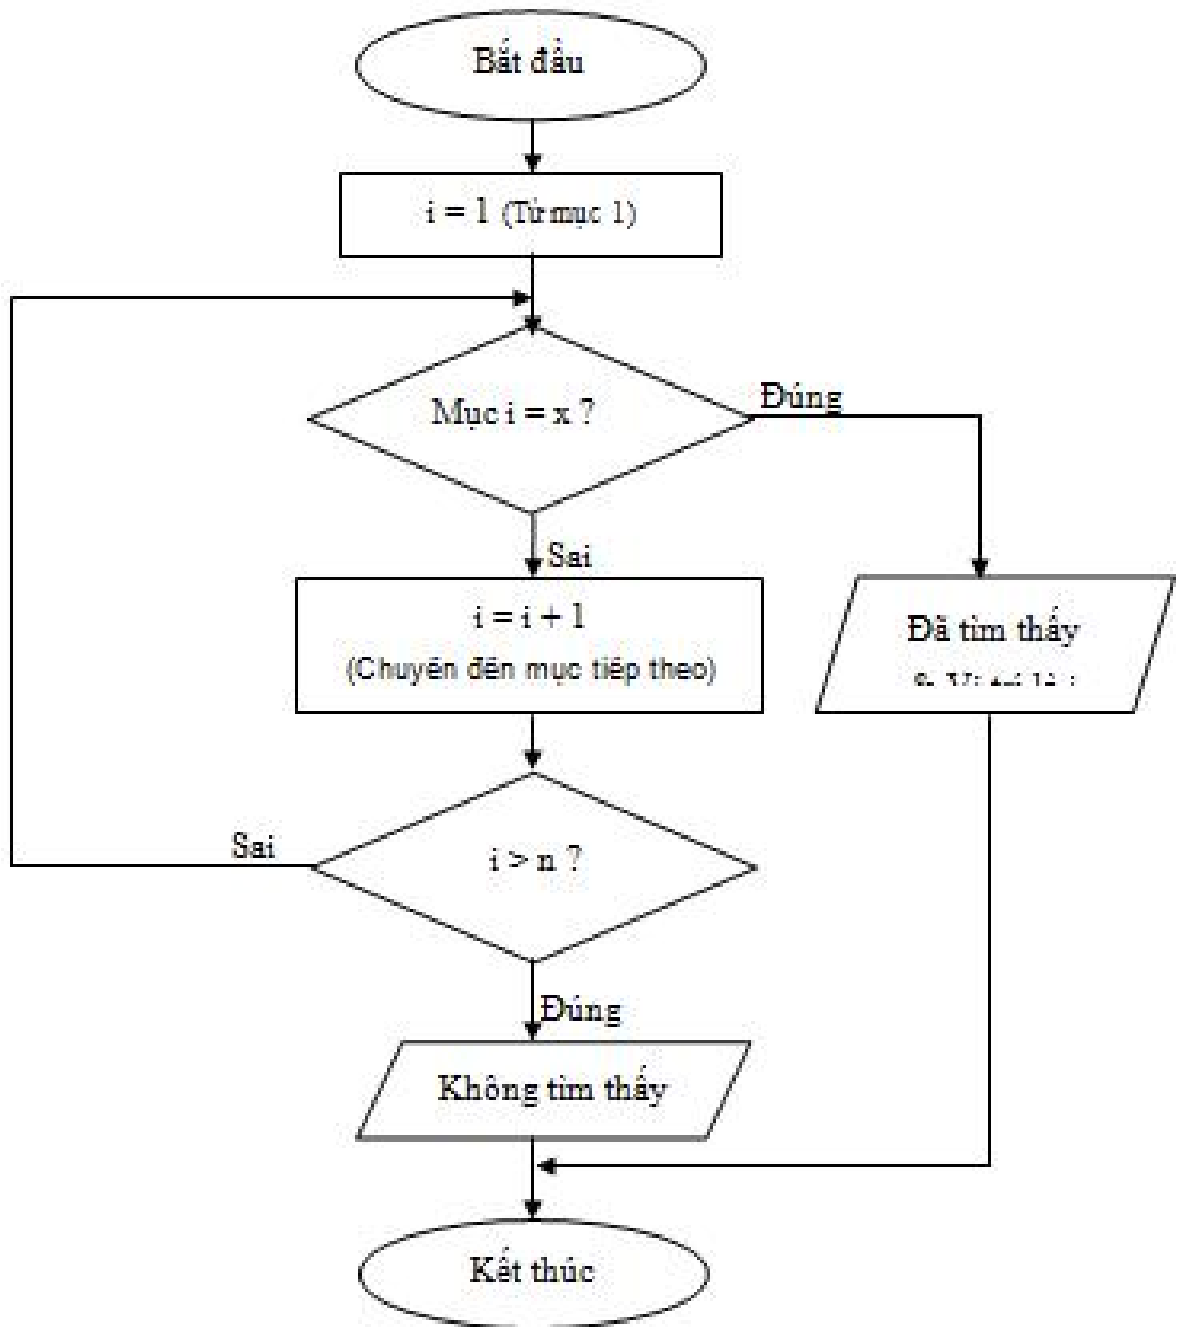 Bắt đầu
i = 1 (Từ mục 1)
Mục i = x ?
Đúng
Sai
i = i + 1
(Chuyển đến mục tiếp theo)
Đã tìm thấy
Sai
i > n ?
Đúng
Không tìm thấy
Kết thúc